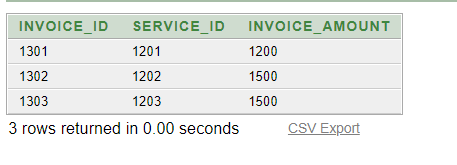 INVOICE_ID SERVICE_ID INVOICE_AMOUNT
1301 1201 1200
1302 1202 1500
1303 1203 1500
3 rows returned in 0.00 seconds CSV Export